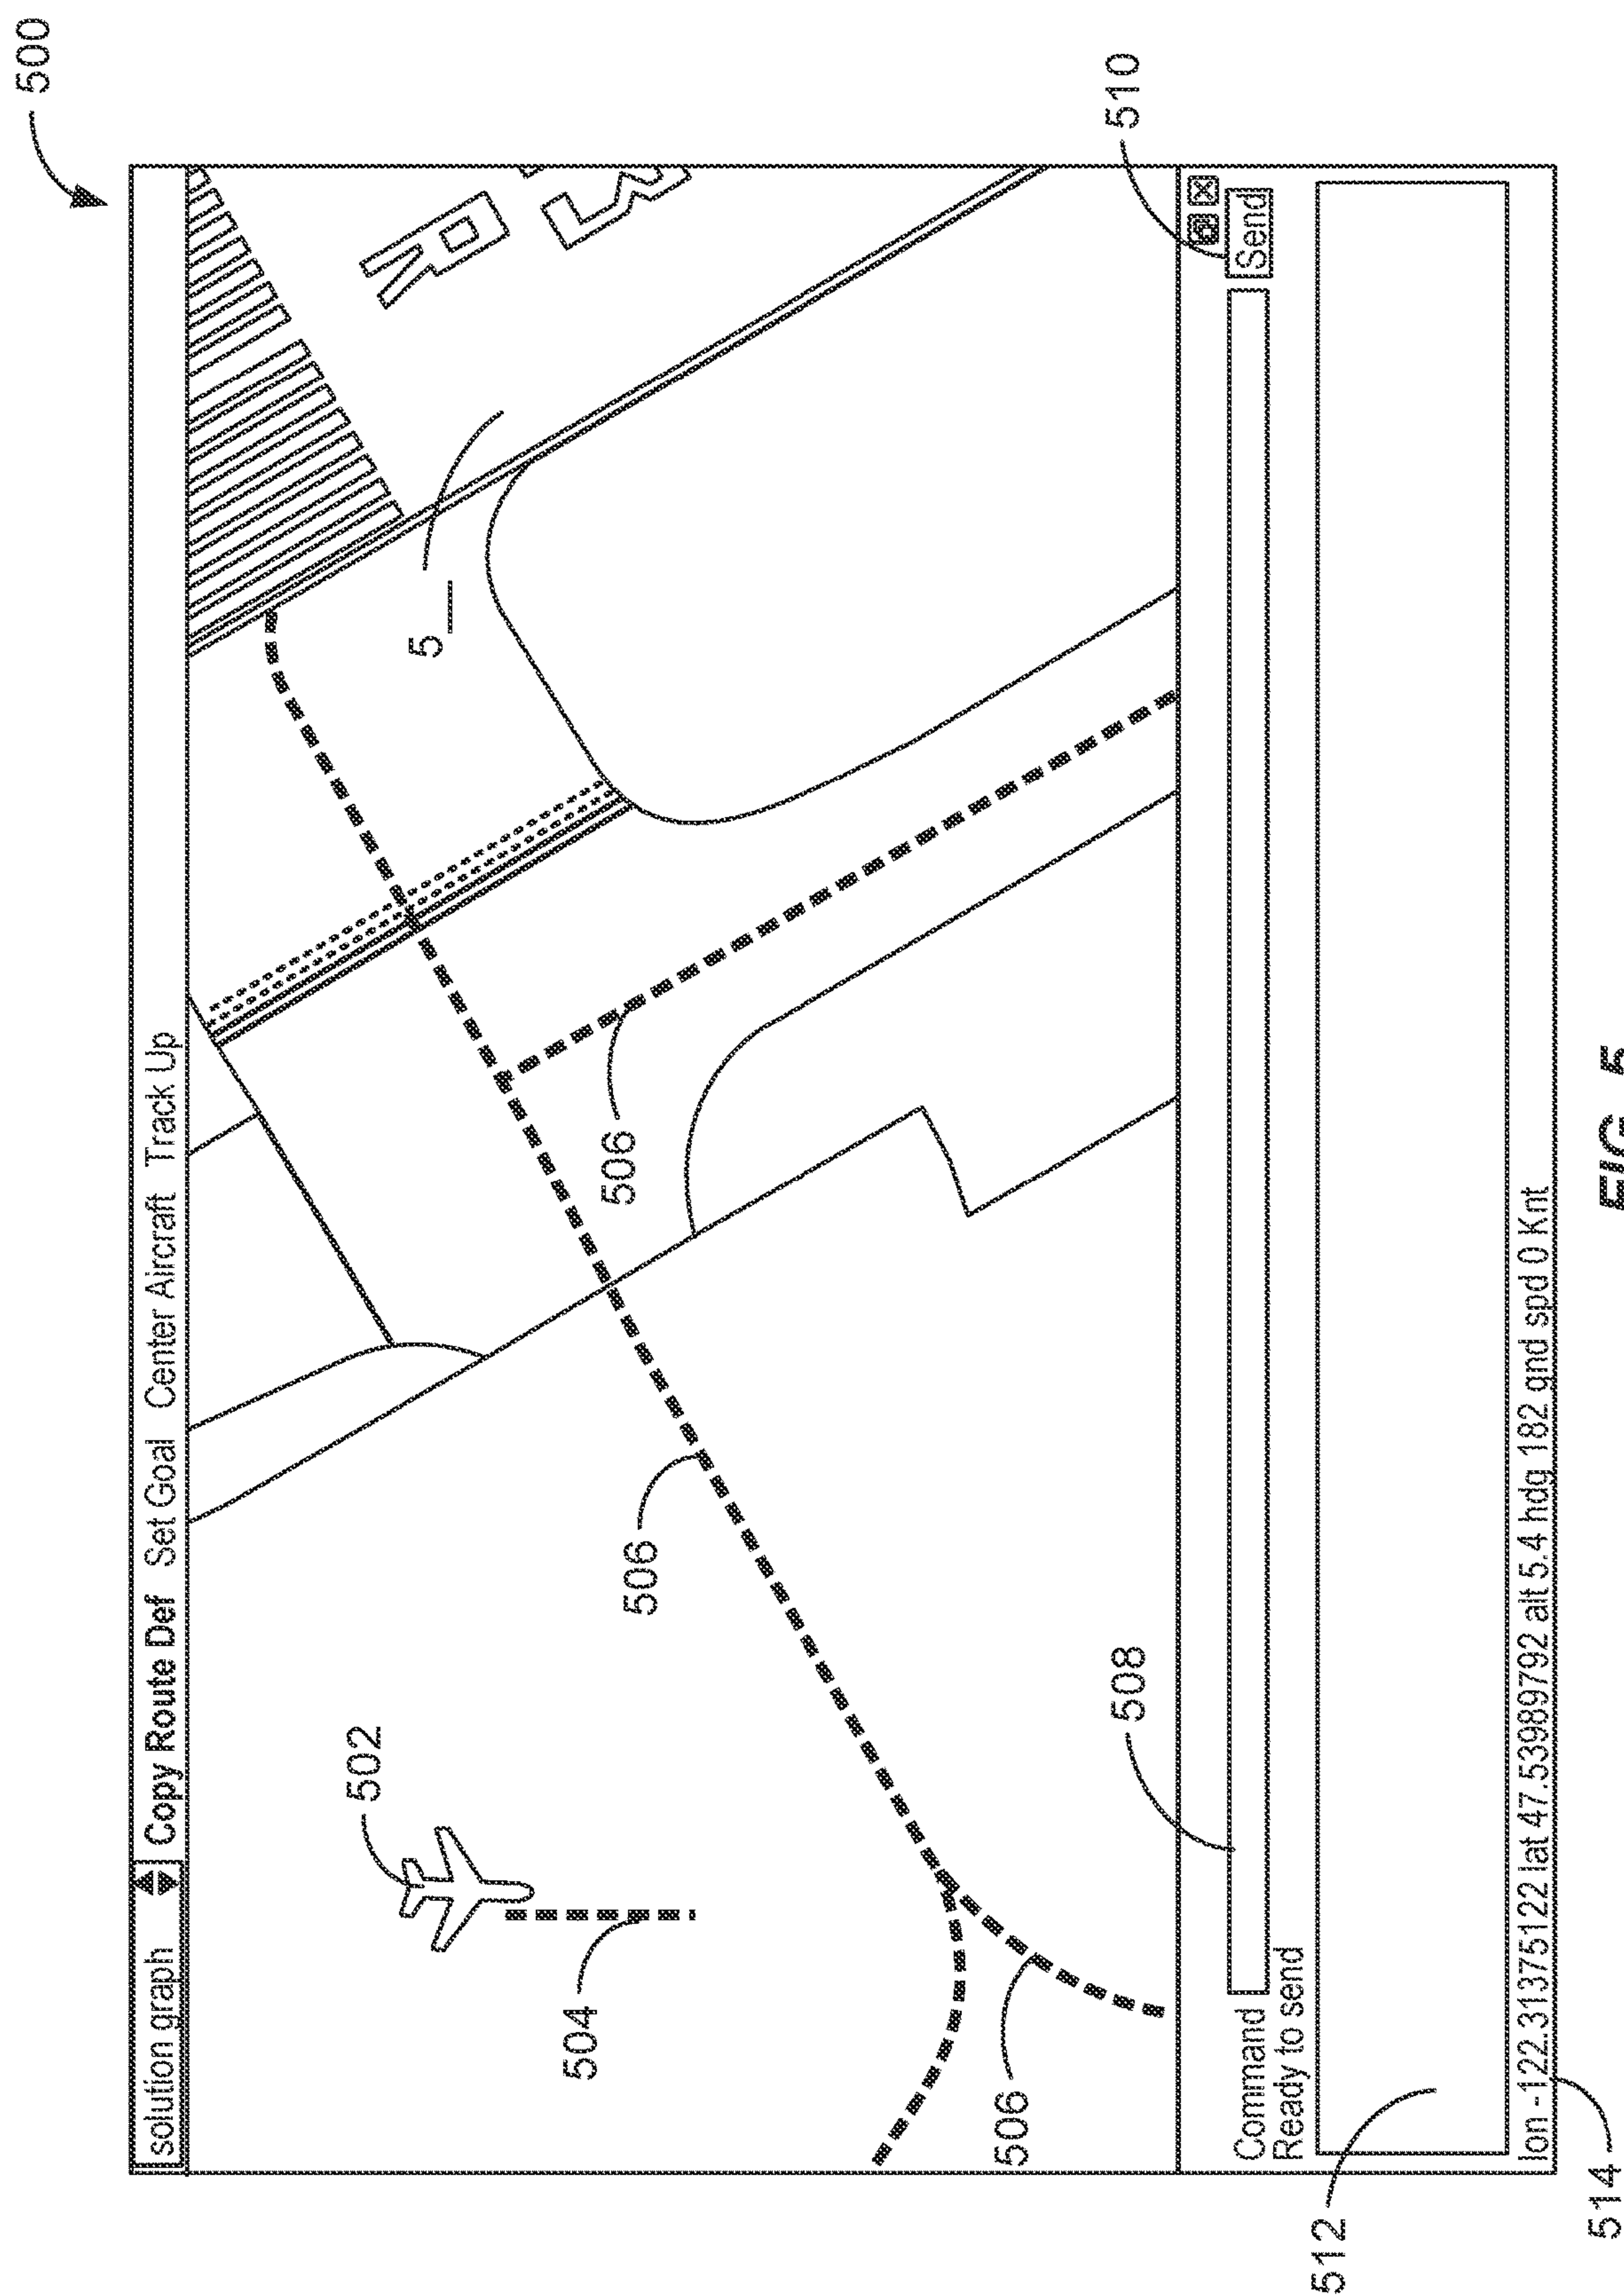 500
solution graph Copy Route Def Set Goal Center Aircraft Track Up
R
5_
502
504
506
506
506
508
510
Command Send
Ready to send
512
lon -122.31375122 lat 47.53989792 alt 5.4 hdg 182 gnd spd 0 Knt
514
FIG. 5